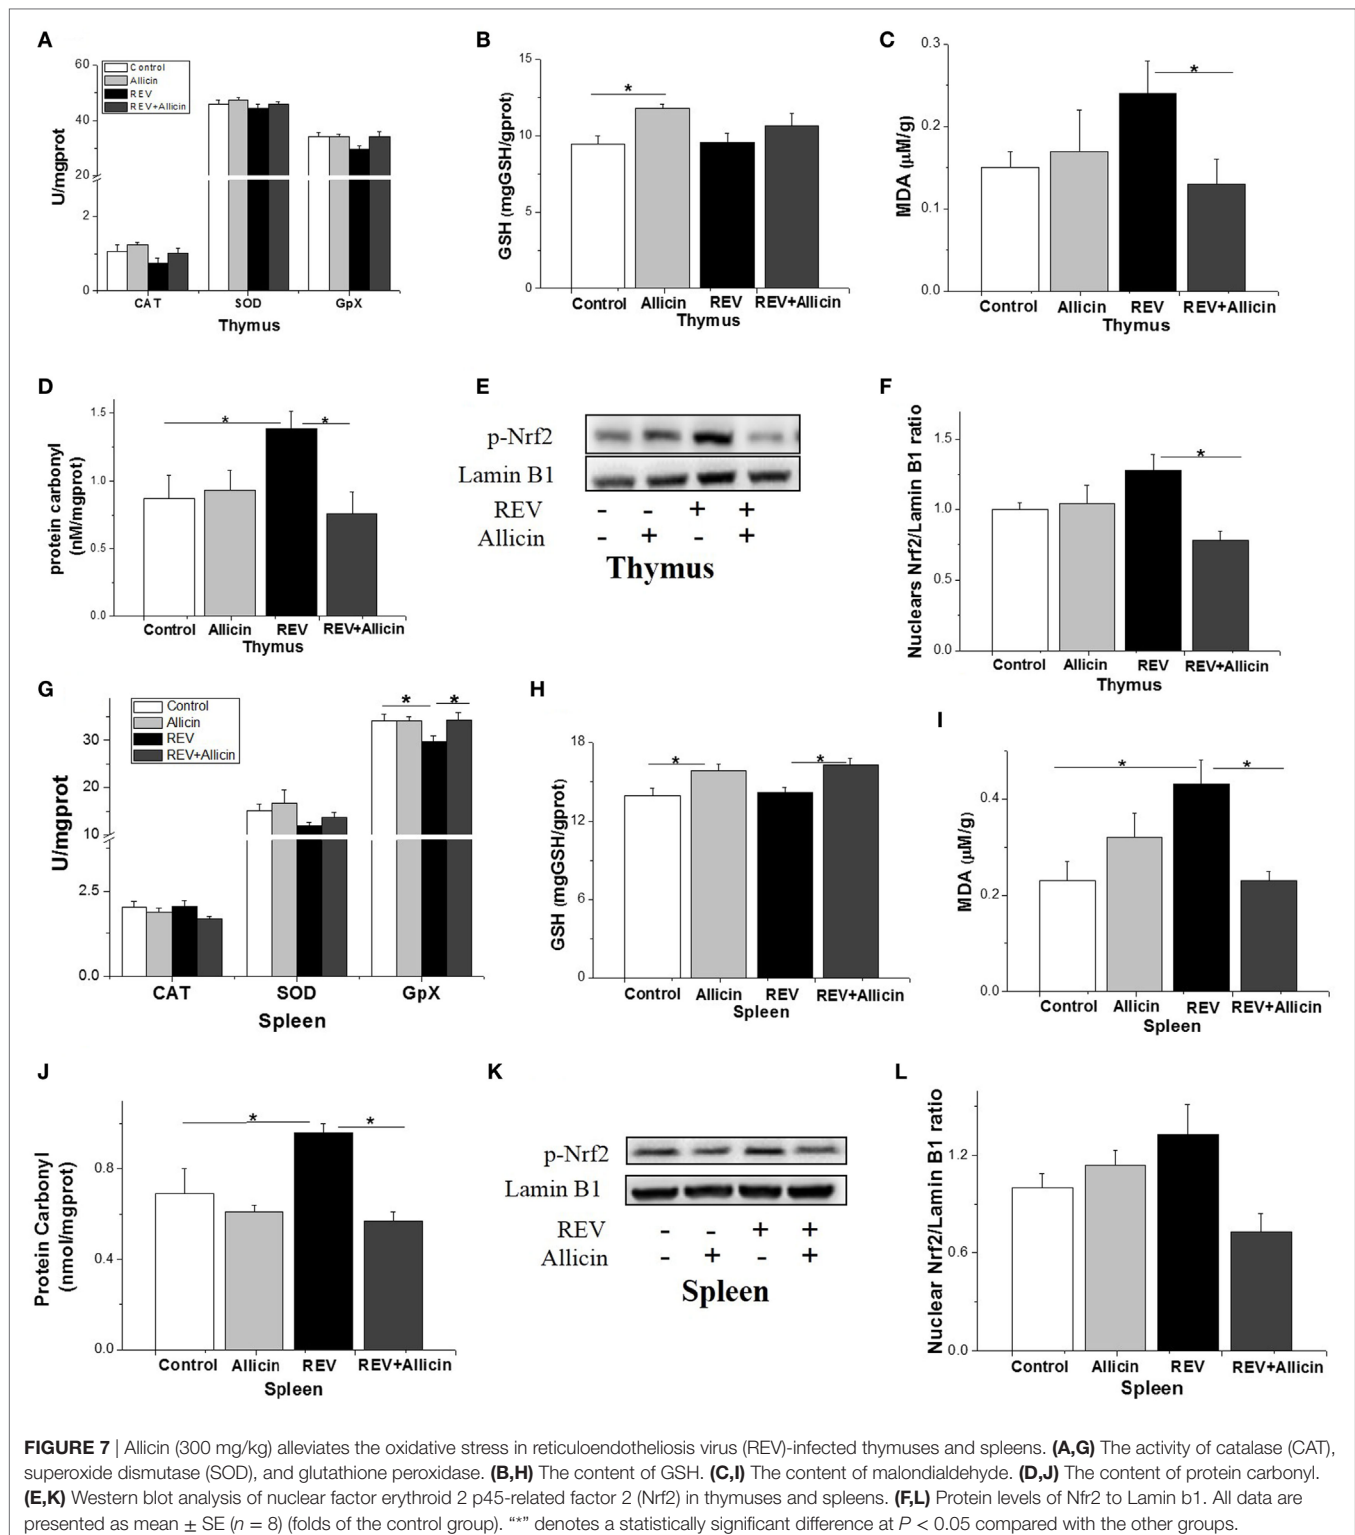 A
60
40
20
2
0
U/mgprot
Control
Allicin
REV
REV+Allicin
CAT SOD GpX
Thymus
B
15
10
5
0
GSH (mgGSH/gprot)
*
Control Allicin REV REV+Allicin
Thymus
C
0.3
0.2
0.1
0.0
MDA (µM/g)
*
Control Allicin REV REV+Allicin
Thymus
D
1.5
1.0
0.5
0.0
protein carbonyl
(nM/mgprot)
* *
Control Allicin REV REV+Allicin
Thymus
E
p-Nrf2
Lamin B1
REV - - + +
Allicin - + - +
Thymus
F
1.5
1.0
0.5
0.0
Nuclears Nrf2/Lamin B1 ratio
*
Control Allicin REV REV+Allicin
Thymus
G
30
20
10
2.5
0.0
U/mgprot
Control
Allicin
REV
REV+Allicin
* *
CAT SOD GpX
Spleen
H
18
12
6
0
GSH (mgGSH/gprot)
* *
Control Allicin REV REV+Allicin
Spleen
I
0.4
0.2
0.0
MDA (µM/g)
* *
Control Allicin REV REV+Allicin
Spleen
J
0.8
0.4
0.0
Protein Carbonyl
(nmol/mgprot)
* *
Control Allicin REV REV+Allicin
Spleen
K
p-Nrf2
Lamin B1
REV - - + +
Allicin - + - +
Spleen
L
1.2
0.6
0.0
Nuclear Nrf2/Lamin B1 ratio
Control Allicin REV REV+Allicin
Spleen
FIGURE 7 | Allicin (300 mg/kg) alleviates the oxidative stress in reticuloendotheliosis virus (REV)-infected thymuses and spleens. (A,G) The activity of catalase (CAT),
superoxide dismutase (SOD), and glutathione peroxidase. (B,H) The content of GSH. (C,I) The content of malondialdehyde. (D,J) The content of protein carbonyl.
(E,K) Western blot analysis of nuclear factor erythroid 2 p45-related factor 2 (Nrf2) in thymuses and spleens. (F,L) Protein levels of Nfr2 to Lamin b1. All data are
presented as mean ± SE (n = 8) (folds of the control group). “*” denotes a statistically significant difference at P < 0.05 compared with the other groups.